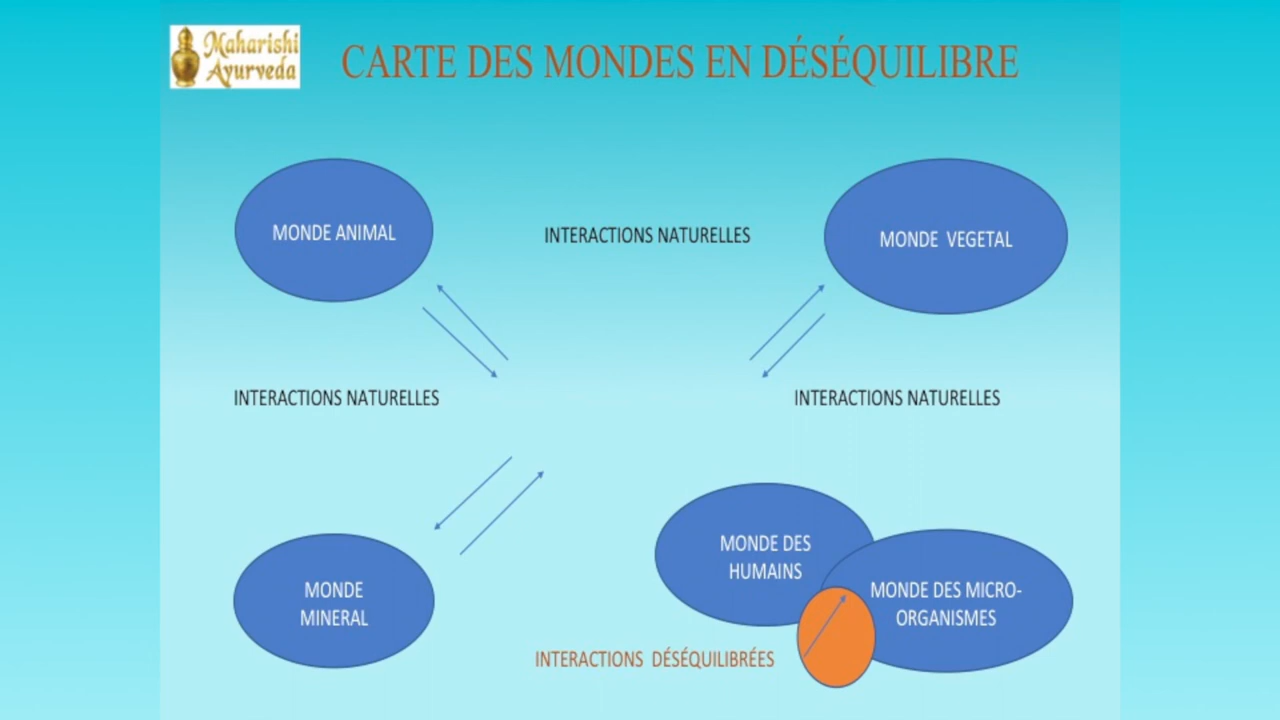 Maharishi
Ayurveda
CARTE DES MONDES EN DÉSÉQUILIBRE
MONDE ANIMAL
INTERACTIONS NATURELLES
MONDE VEGETAL
INTERACTIONS NATURELLES
INTERACTIONS NATURELLES
MONDE DES
HUMAINS
MONDE
MINERAL
MONDE DES MICRO-
ORGANISMES
INTERACTIONS DÉSÉQUILIBRÉES